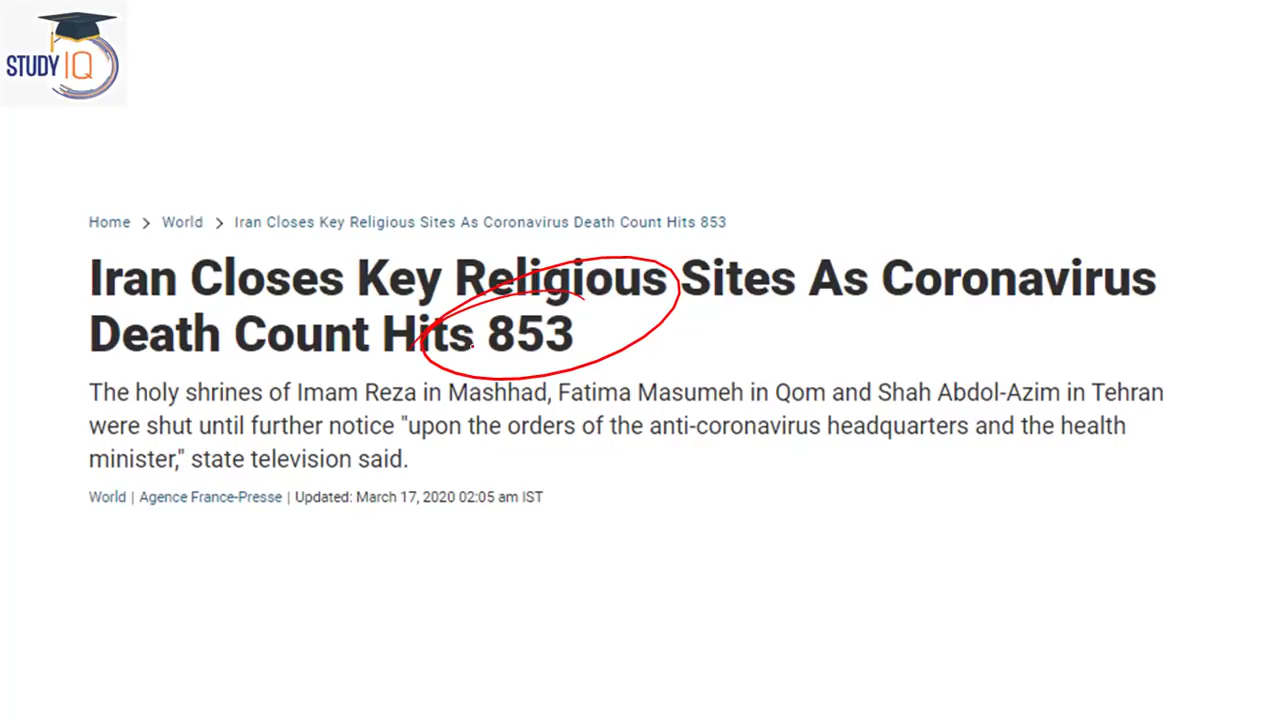 STUDY IQ
Home > World > Iran Closes Key Religious Sites As Coronavirus Death Count Hits 853
Iran Closes Key Religious Sites As Coronavirus
Death Count Hits 853
The holy shrines of Imam Reza in Mashhad, Fatima Masumeh in Qom and Shah Abdol-Azim in Tehran
were shut until further notice "upon the orders of the anti-coronavirus headquarters and the health
minister," state television said.
World | Agence France-Presse | Updated: March 17, 2020 02:05 am IST